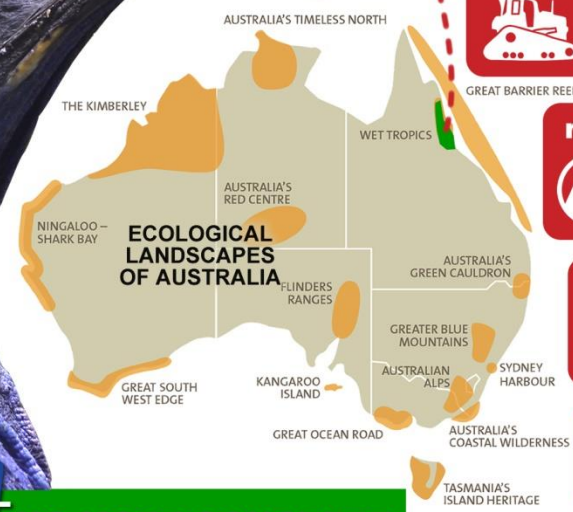 AUSTRALIA'S TIMELESS NORTH
GREAT BARRIER REE
THE KIMBERLEY
WET TROPICS
AUSTRALIA'S
RED CENTRE
NINGALOO –
SHARK BAY
ECOLOGICAL
LANDSCAPES
OF AUSTRALIA
FLINDERS
RANGES
AUSTRALIA'S
GREEN CAULDRON
GREATER BLUE
MOUNTAINS
AUSTRALIAN
ALPS
SYDNEY
HARBOUR
GREAT SOUTH
WEST EDGE
KANGAROO
ISLAND
GREAT OCEAN ROAD
AUSTRALIA'S
COASTAL WILDERNESS
TASMANIA'S
ISLAND HERITAGE